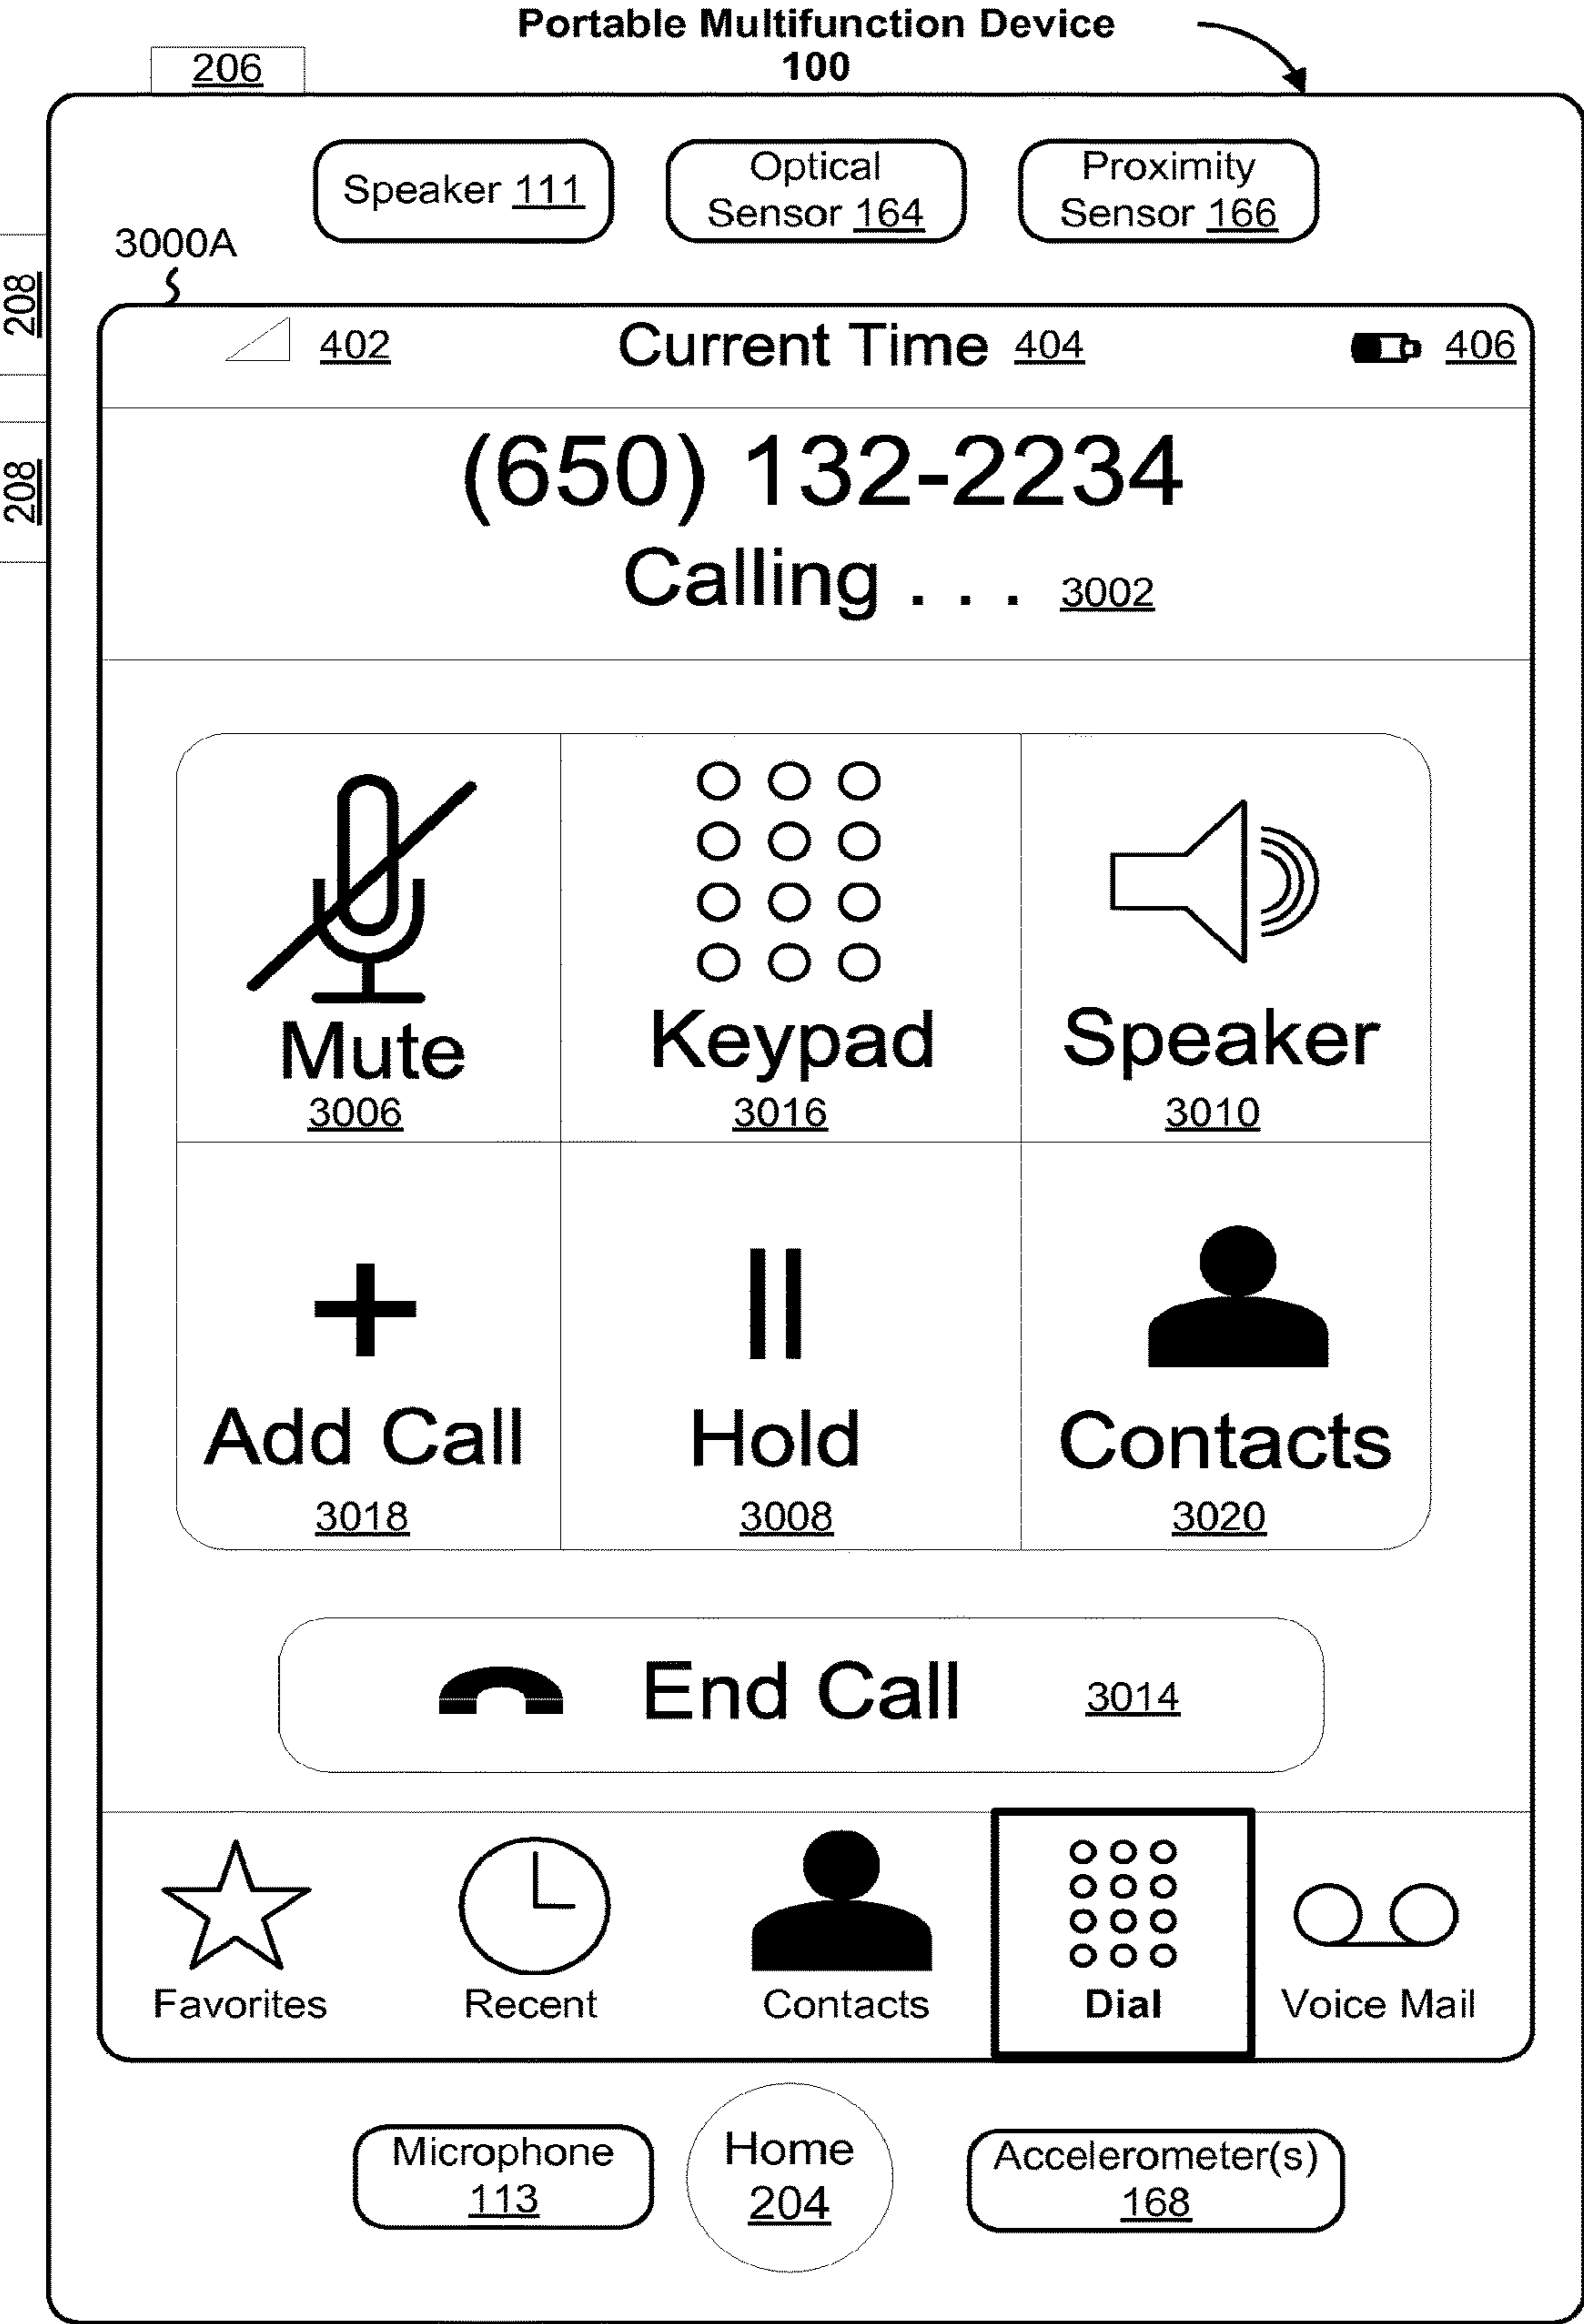 Portable Multifunction Device
100
206
Speaker 111
Optical
Sensor 164
Proximity
Sensor 166
3000A
208
208
402
Current Time 404
406
(650) 132-2234
Calling . . . 3002
Mute
3006
Keypad
3016
Speaker
3010
Add Call
3018
Hold
3008
Contacts
3020
End Call 3014
Favorites
Recent
Contacts
Dial
Voice Mail
Microphone
113
Home
204
Accelerometer(s)
168